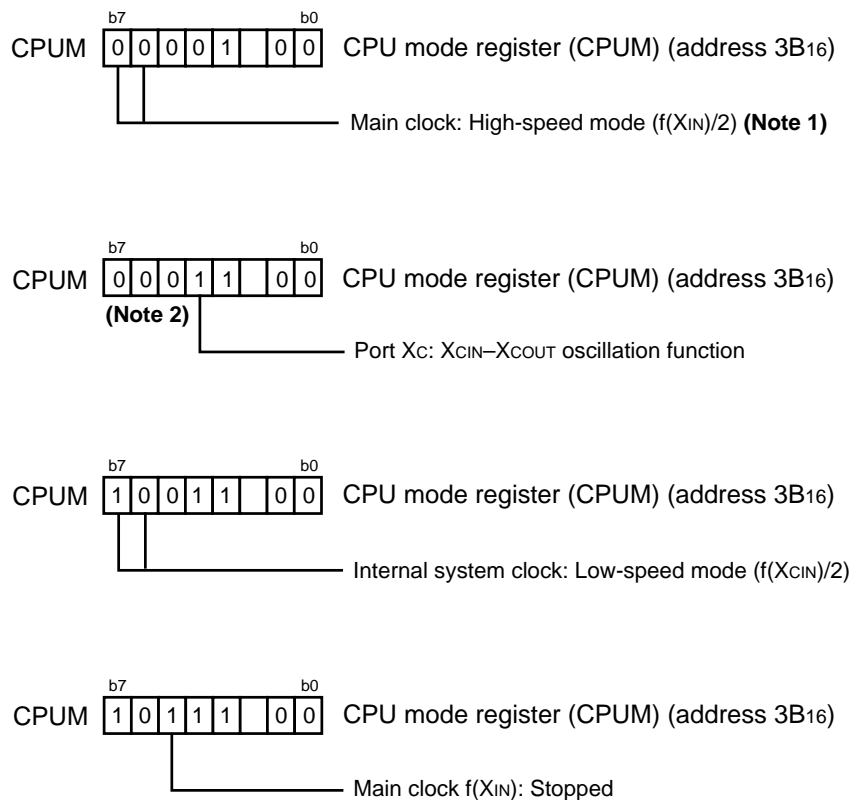 b7 b0
CPUM 0 0 0 0 1 0 0 CPU mode register (CPUM) (address 3B16)
Main clock: High-speed mode (f(XIN)/2) (Note 1)
b7 b0
CPUM 0 0 0 1 1 0 0 CPU mode register (CPUM) (address 3B16)
(Note 2)
Port XC: XCIN–XCOUT oscillation function
b7 b0
CPUM 1 0 0 1 1 0 0 CPU mode register (CPUM) (address 3B16)
Internal system clock: Low-speed mode (f(XCIN)/2)
b7 b0
CPUM 1 0 1 1 1 0 0 CPU mode register (CPUM) (address 3B16)
Main clock f(XIN): Stopped